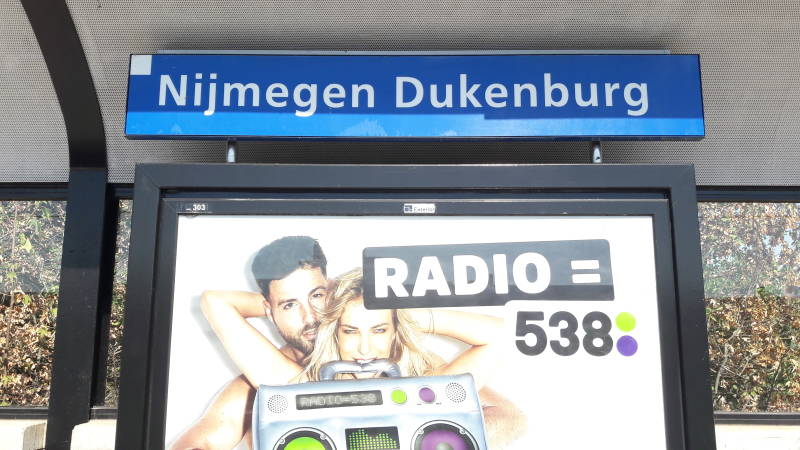 Nijmegen Dukenburg
303
RADIO =
538
RADIO=538